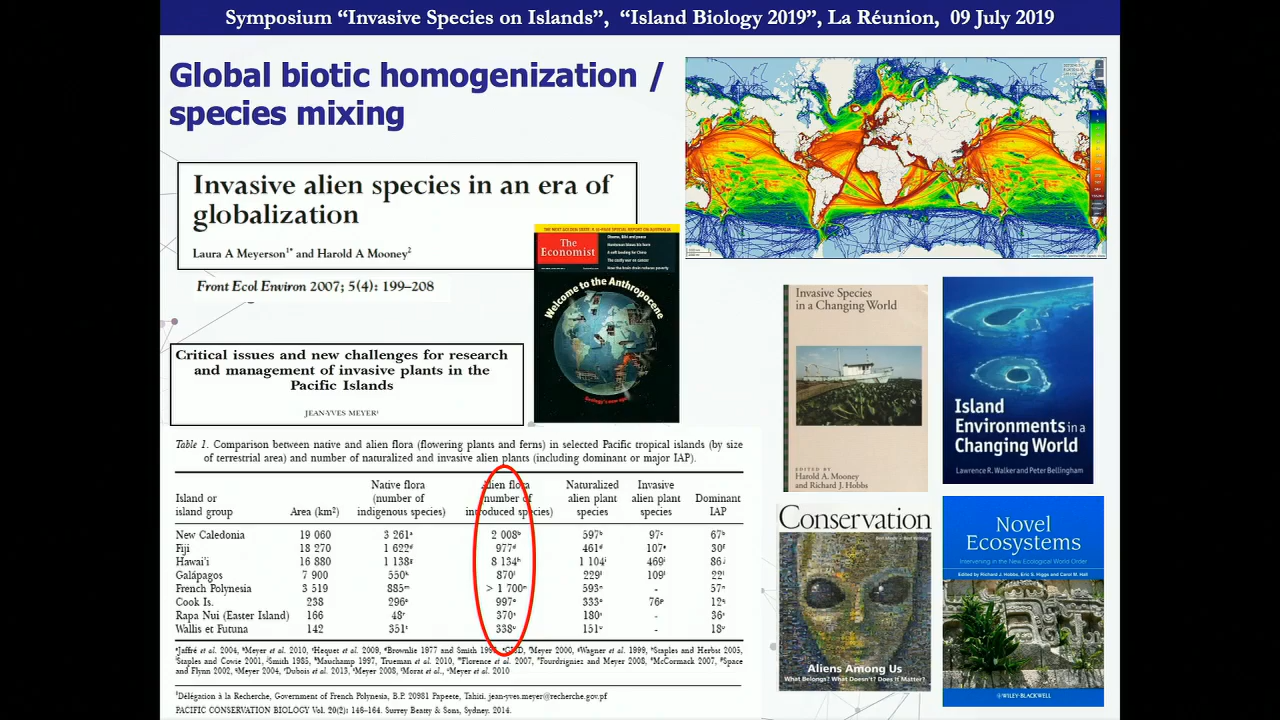 Symposium “Invasive Species on Islands”, “Island Biology 2019”, La Réunion, 09 July 2019
Global biotic homogenization /
species mixing
Invasive alien species in an era of
globalization
Laura A Meyerson¹* and Harold A Mooney²
Front Ecol Environ 2007; 5(4): 199–208
The
Economist
Welcome to the Anthropocene
Critical issues and new challenges for research
and management of invasive plants in the
Pacific Islands
JEAN-YVES MEYER¹
Invasive Species
in a Changing World
EDITED BY
Harold A. Mooney
and Richard J. Hobbs
Island
Environments in a
Changing World
Lawrence R. Walker and Peter Bellingham
Conservation
Aliens Among Us
What Belongs? What Doesn't? Does It Matter?
Novel
Ecosystems
Intervening in the New Ecological World Order
Edited by Richard J. Hobbs, Eric S. Higgs and Carol M. Hall
WILEY-BLACKWELL
Table 1. Comparison between native and alien flora (flowering plants and ferns) in selected Pacific tropical islands (by size
of terrestrial area) and number of naturalized and invasive alien plants (including dominant or major IAP).
Island or island group Area (km²) Native flora (number of indigenous species) Alien flora (number of introduced species) Naturalized alien plant species Invasive alien plant species Dominant IAP
New Caledonia 19 060 3 261 2 008 597 97 67
Fiji 18 270 1 622 977 461 107 30
Hawai'i 16 880 1 138 8 134 1 104 469 86
Galápagos 7 900 550 870 229 109 22
French Polynesia 3 519 885 > 1 700 593 - 57
Cook Is. 238 296 997 333 76 12
Rapa Nui (Easter Island) 166 48 370 180 - 36
Wallis et Futuna 142 351 338 151 - 18
¹Délégation à la Recherche, Government of French Polynesia, B.P. 20981 Papeete, Tahiti. jean-yves.meyer@recherche.gov.pf
PACIFIC CONSERVATION BIOLOGY Vol. 20(2): 146–164. Surrey Beatty & Sons, Sydney. 2014.